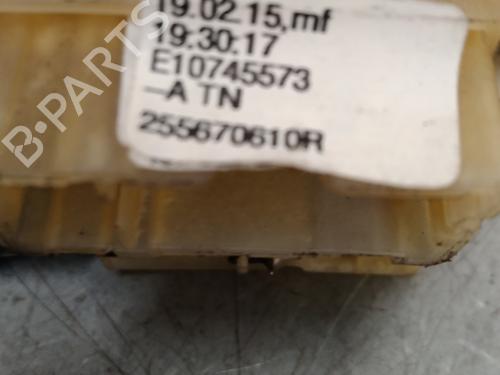 19.02.15,mf
19:30:17
E10745573
-A TN
255670610R
B-PARTS